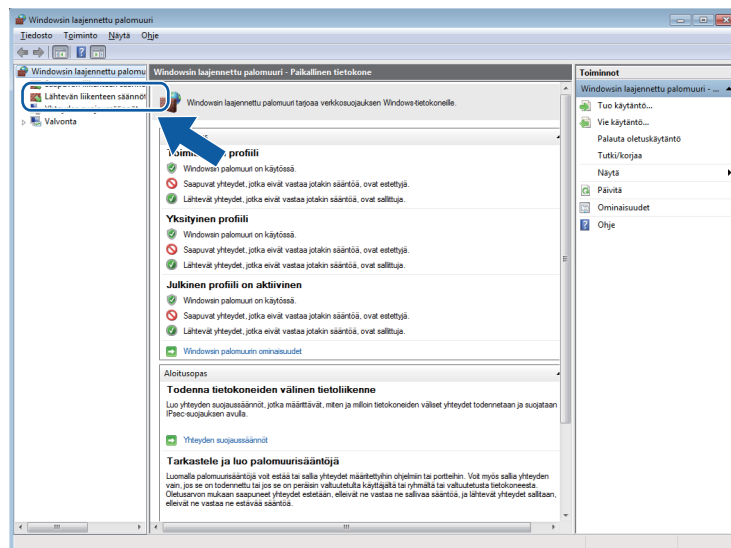 Windowsin laajennettu palomuuri
Tiedosto Toiminto Näytä Ohje
Windowsin laajennettu palomu
Lähtevän liikenteen säännöt
Valvonta
Windowsin laajennettu palomuuri - Paikallinen tietokone
Windowsin laajennettu palomuuri tarjoaa verkkosuojauksen Windows-tietokoneille.
profiili
Windowsin palomuuri on käytössä.
Saapuvat yhteydet, jotka eivät vastaa jotakin sääntöä, ovat estettyjä.
Lähtevät yhteydet, jotka eivät vastaa jotakin sääntöä, ovat sallittuja.
Yksityinen profiili
Windowsin palomuuri on käytössä.
Saapuvat yhteydet, jotka eivät vastaa jotakin sääntöä, ovat estettyjä.
Lähtevät yhteydet, jotka eivät vastaa jotakin sääntöä, ovat sallittuja.
Julkinen profiili on aktiivinen
Windowsin palomuuri on käytössä.
Saapuvat yhteydet, jotka eivät vastaa jotakin sääntöä, ovat estettyjä.
Lähtevät yhteydet, jotka eivät vastaa jotakin sääntöä, ovat sallittuja.
Windowsin palomuurin ominaisuudet
Aloitusopas
Todenna tietokoneiden välinen tietoliikenne
Luo yhteyden suojaussäännöt, jotka määrittävät, miten ja milloin tietokoneiden väliset yhteydet todennetaan ja suojataan
IPsec-suojauksen avulla.
Yhteyden suojaussäännöt
Tarkastele ja luo palomuurisääntöjä
Luomalla palomuurisääntöjä voit estää tai sallia yhteydet määritettyihin ohjelmiin tai portteihin. Voit myös sallia yhteyden
vain, jos se on todennettu tai jos se on peräisin valtuutetulta käyttäjältä tai ryhmältä tai valtuutetusta tietokoneesta.
Oletusarvon mukaan saapuneet yhteydet estetään, elleivät ne vastaa ne sallivaa sääntöä, ja lähtevät yhteydet sallitaan,
elleivät ne vastaa ne estävää sääntöä.
Toiminnot
Windowsin laajennettu palomuuri - ...
Tuo käytäntö...
Vie käytäntö...
Palauta oletuskäytäntö
Tutki/korjaa
Näytä
Päivitä
Ominaisuudet
Ohje